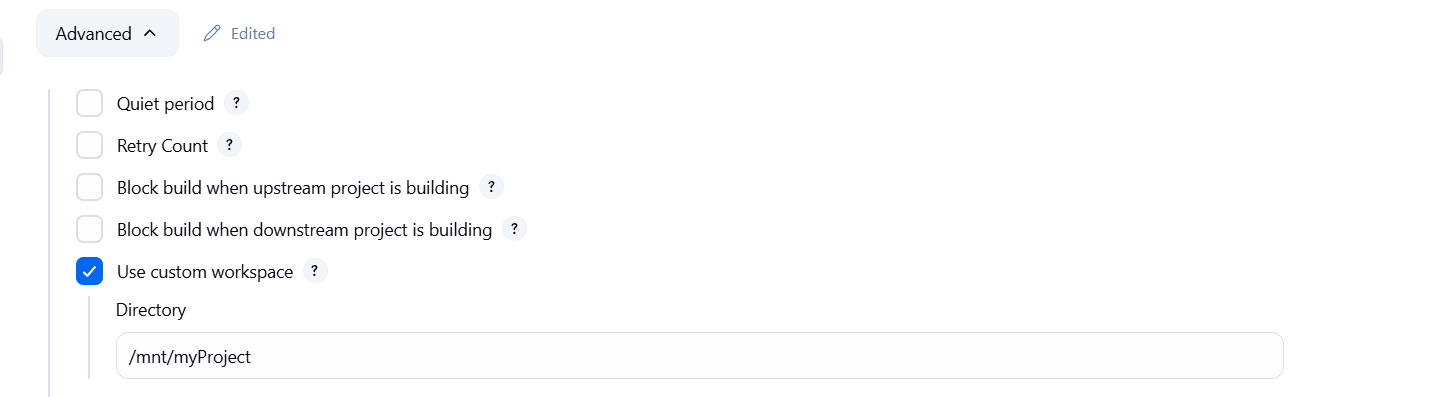 Advanced Edited
Quiet period ?
Retry Count ?
Block build when upstream project is building ?
Block build when downstream project is building ?
Use custom workspace ?
Directory
/mnt/myProject